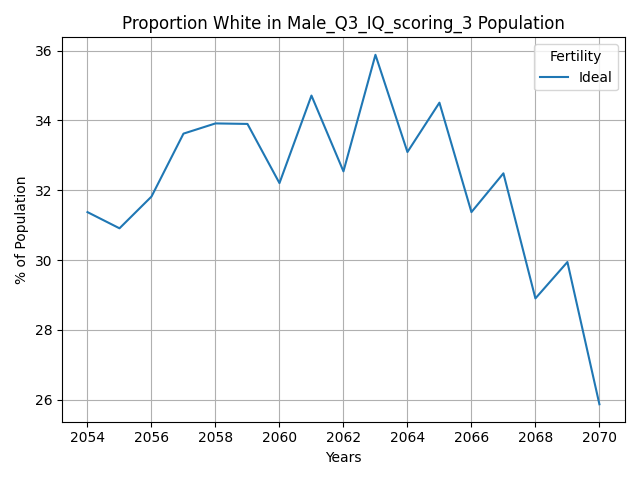 Proportion White in Male_Q3_IQ_scoring_3 Population
Fertility
Ideal
% of Population
36
34
32
30
28
26
2054 2056 2058 2060 2062 2064 2066 2068 2070
Years